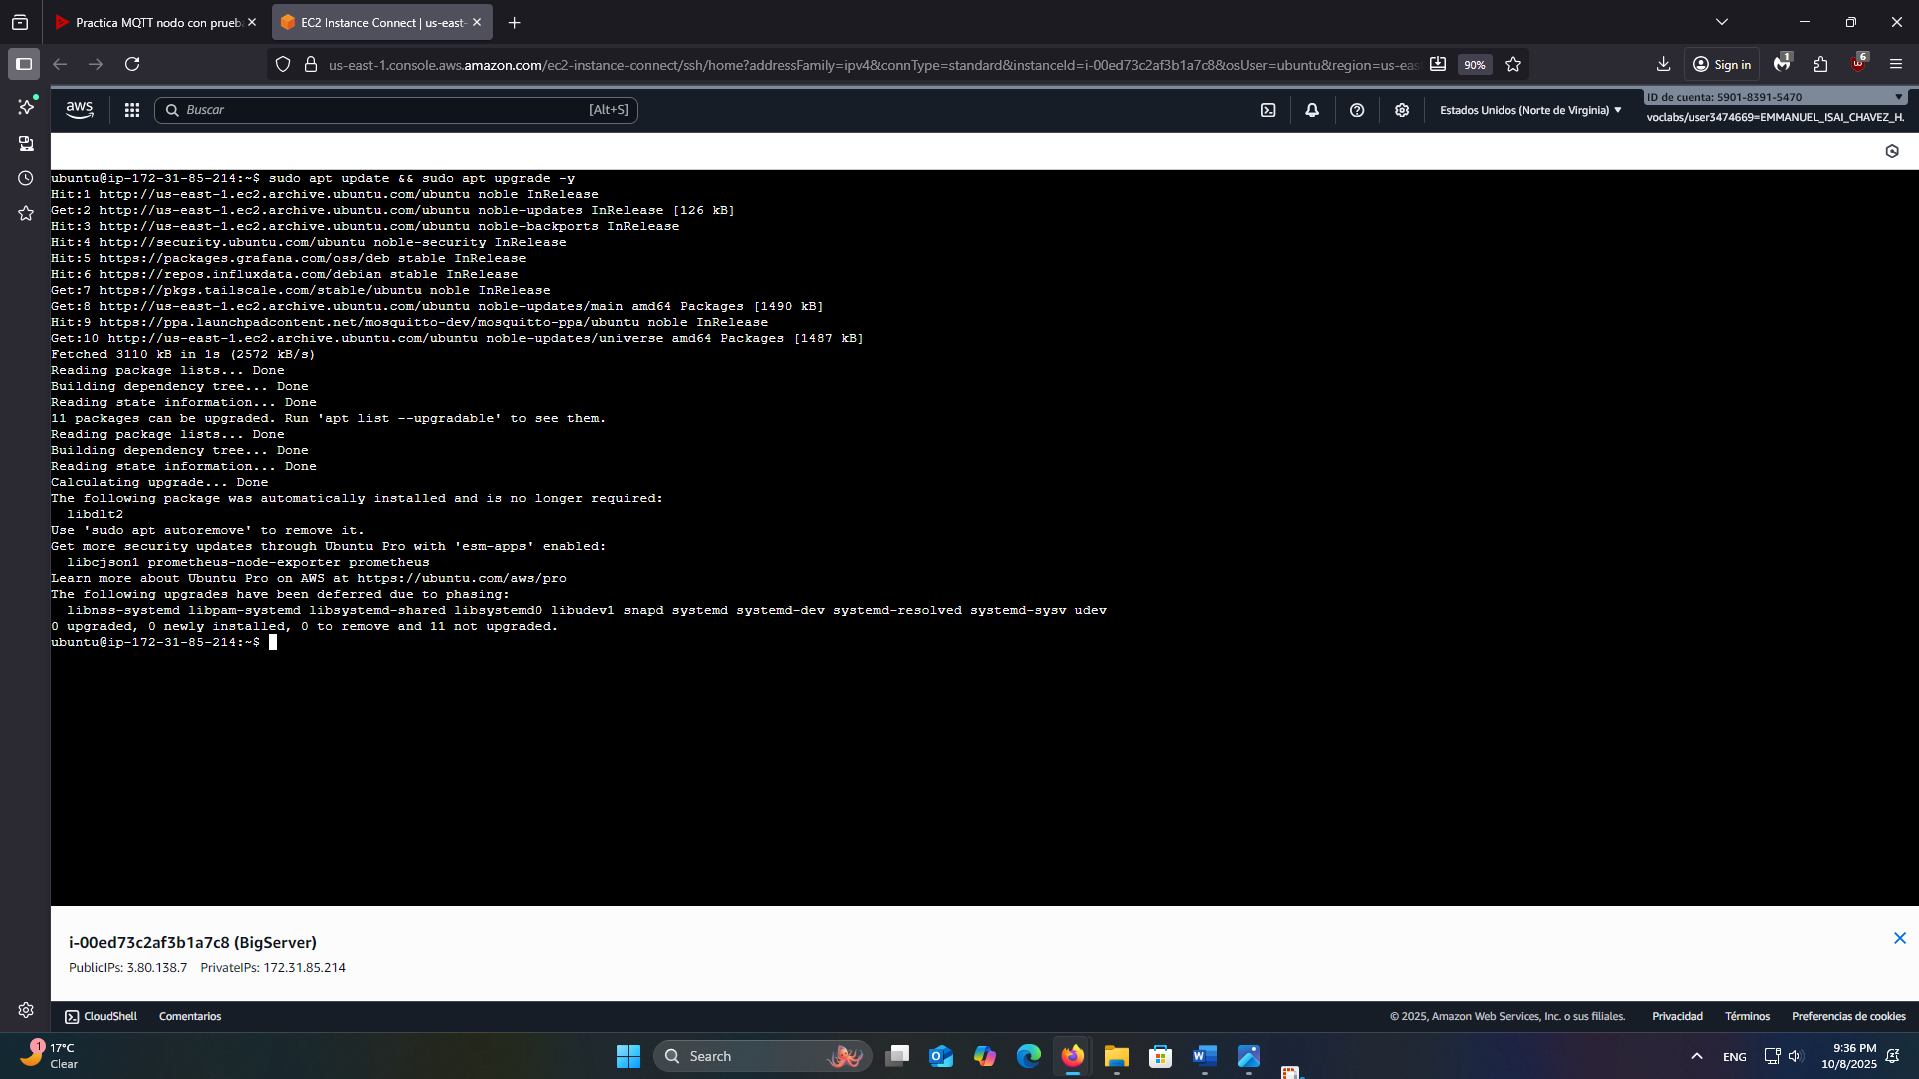 Practica MQTT nodo con prueb
EC2 Instance Connect | us-east-
us-east-1.console.aws.amazon.com/ec2-instance-connect/ssh/home?addressFamily=ipv4&connType=standard&instanceId=i-00ed73c2af3b1a7c8&osUser=ubuntu&region=us-eas
90%
Sign in
1
6
aws
Buscar
[Alt+S]
Estados Unidos (Norte de Virginia)
ID de cuenta: 5901-8391-5470
voclabs/user3474669=EMMANUEL_ISAI_CHAVEZ_H.
ubuntu@ip-172-31-85-214:~$ sudo apt update && sudo apt upgrade -y
Hit:1 http://us-east-1.ec2.archive.ubuntu.com/ubuntu noble InRelease
Get:2 http://us-east-1.ec2.archive.ubuntu.com/ubuntu noble-updates InRelease [126 kB]
Hit:3 http://us-east-1.ec2.archive.ubuntu.com/ubuntu noble-backports InRelease
Hit:4 http://security.ubuntu.com/ubuntu noble-security InRelease
Hit:5 https://packages.grafana.com/oss/deb stable InRelease
Hit:6 https://repos.influxdata.com/debian stable InRelease
Get:7 https://pkgs.tailscale.com/stable/ubuntu noble InRelease
Get:8 http://us-east-1.ec2.archive.ubuntu.com/ubuntu noble-updates/main amd64 Packages [1490 kB]
Hit:9 https://ppa.launchpadcontent.net/mosquitto-dev/mosquitto-ppa/ubuntu noble InRelease
Get:10 http://us-east-1.ec2.archive.ubuntu.com/ubuntu noble-updates/universe amd64 Packages [1487 kB]
Fetched 3110 kB in 1s (2572 kB/s)
Reading package lists... Done
Building dependency tree... Done
Reading state information... Done
11 packages can be upgraded. Run 'apt list --upgradable' to see them.
Reading package lists... Done
Building dependency tree... Done
Reading state information... Done
Calculating upgrade... Done
The following package was automatically installed and is no longer required:
libdlt2
Use 'sudo apt autoremove' to remove it.
Get more security updates through Ubuntu Pro with 'esm-apps' enabled:
libcjson1 prometheus-node-exporter prometheus
Learn more about Ubuntu Pro on AWS at https://ubuntu.com/aws/pro
The following upgrades have been deferred due to phasing:
libnss-systemd libpam-systemd libsystemd-shared libsystemd0 libudev1 snapd systemd systemd-dev systemd-resolved systemd-sysv udev
0 upgraded, 0 newly installed, 0 to remove and 11 not upgraded.
ubuntu@ip-172-31-85-214:~$
i-00ed73c2af3b1a7c8 (BigServer)
PublicIPs: 3.80.138.7 PrivateIPs: 172.31.85.214
CloudShell
Comentarios
© 2025, Amazon Web Services, Inc. o sus filiales.
Privacidad
Términos
Preferencias de cookies
1
17°C
Clear
Search
ENG
9:36 PM
10/8/2025